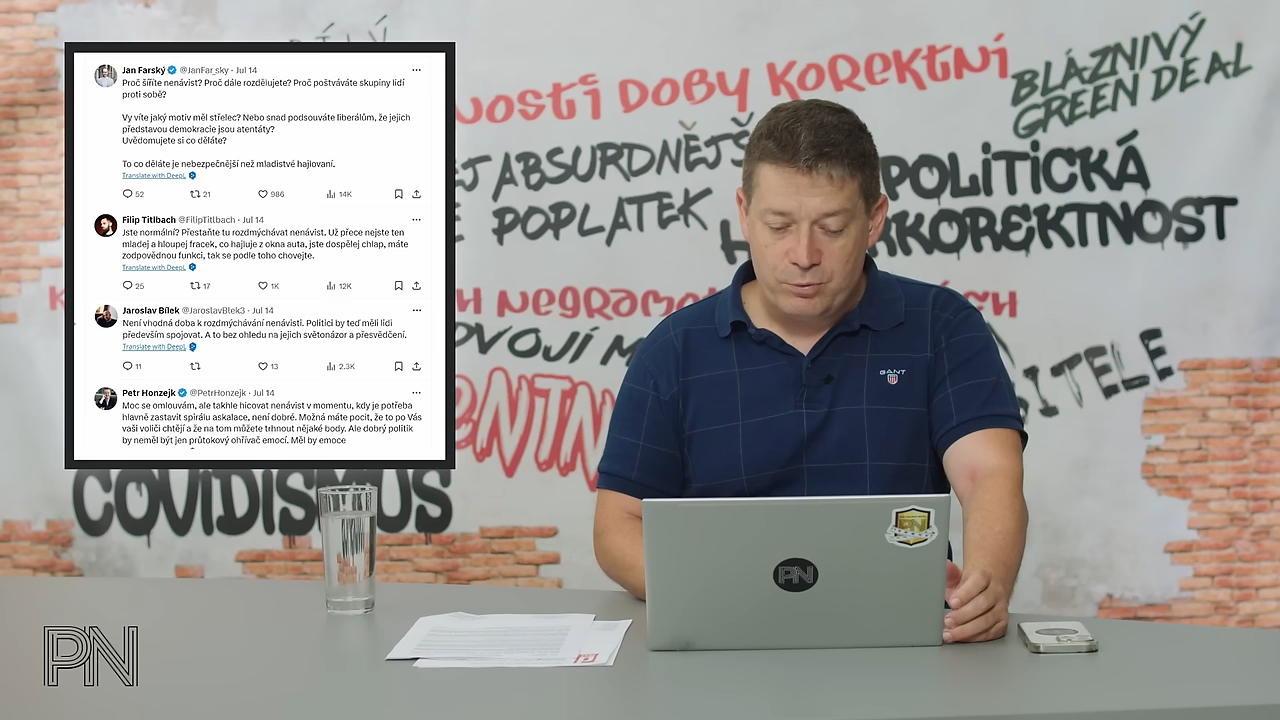 Jan Farský @JanFar_sky · Jul 14
Proč šíříte nenávist? Proč dále rozdělujete? Proč poštváváte skupiny lidí
proti sobě?
Vy víte jaký motiv měl střelec? Nebo snad podsouváte liberálům, že jejich
představou demokracie jsou atentáty?
Uvědomujete si co děláte?
To co děláte je nebezpečnější než mladistvé hajlovaní.
Translate with DeepL
52 21 986 14K
Filip Titlbach @FilipTitlbach · Jul 14
Jste normální? Přestaňte tu rozdmýchávat nenávist. Už přece nejste ten
mladej a hloupej fracek, co hajluje z okna auta, jste dospělej chlap, máte
zodpovědnou funkci, tak se podle toho chovejte.
Translate with DeepL
25 17 1K 12K
Jaroslav Bílek @JaroslavBlek3 · Jul 14
Není vhodná doba k rozdmýchávání nenávisti. Politici by teď měli lidi
především spojovat. A to bez ohledu na jejich světonázor a přesvědčení.
Translate with DeepL
11 13 2.3K
Petr Honzejk @PetrHonzejk · Jul 14
Moc se omlouvám, ale takhle hicovat nenávist v momentu, kdy je potřeba
hlavně zastavit spirálu askalace, není dobré. Možná máte pocit, že to po Vás
vaši voliči chtějí a že na tom můžete trhnout nějaké body. Ale dobrý politik
by neměl být jen průtokový ohřívač emocí. Měl by emoce
NOSTÍ DOBY KOREKTNÍ
BLÁZNIVÝ
GREEN DEAL
EJ ABSURDNĚJŠ
POPLATEK
POLITICKÁ
KOREKTNOST
COVIDISMUS
GANT
PN
PN
PN